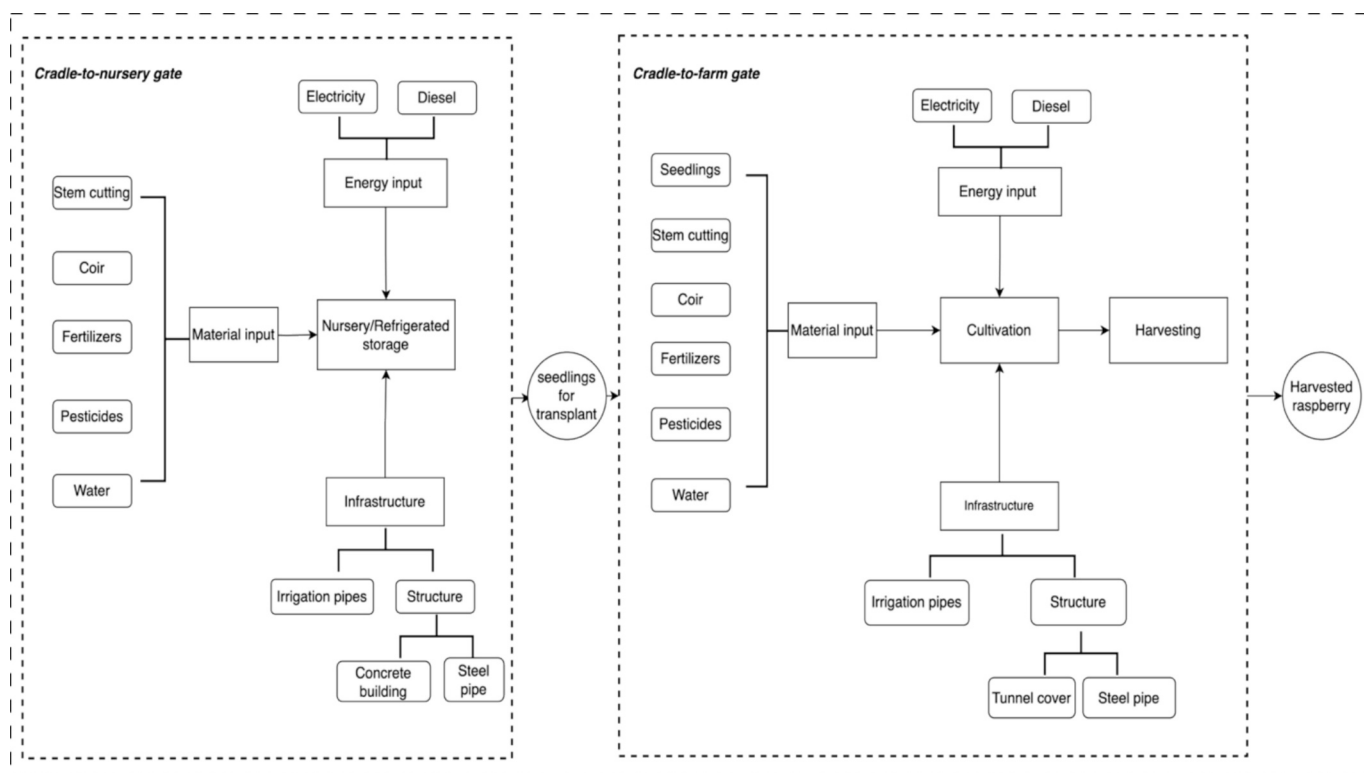 Cradle-to-nursery gate
Electricity
Diesel
Energy input
Stem cutting
Coir
Fertilizers
Pesticides
Water
Material input
Nursery/Refrigerated
storage
Infrastructure
Irrigation pipes
Structure
Concrete
building
Steel
pipe
seedlings
for
transplant
Cradle-to-farm gate
Electricity
Diesel
Energy input
Seedlings
Stem cutting
Coir
Fertilizers
Pesticides
Water
Material input
Cultivation
Harvesting
Infrastructure
Irrigation pipes
Structure
Tunnel cover
Steel pipe
Harvested
raspberry